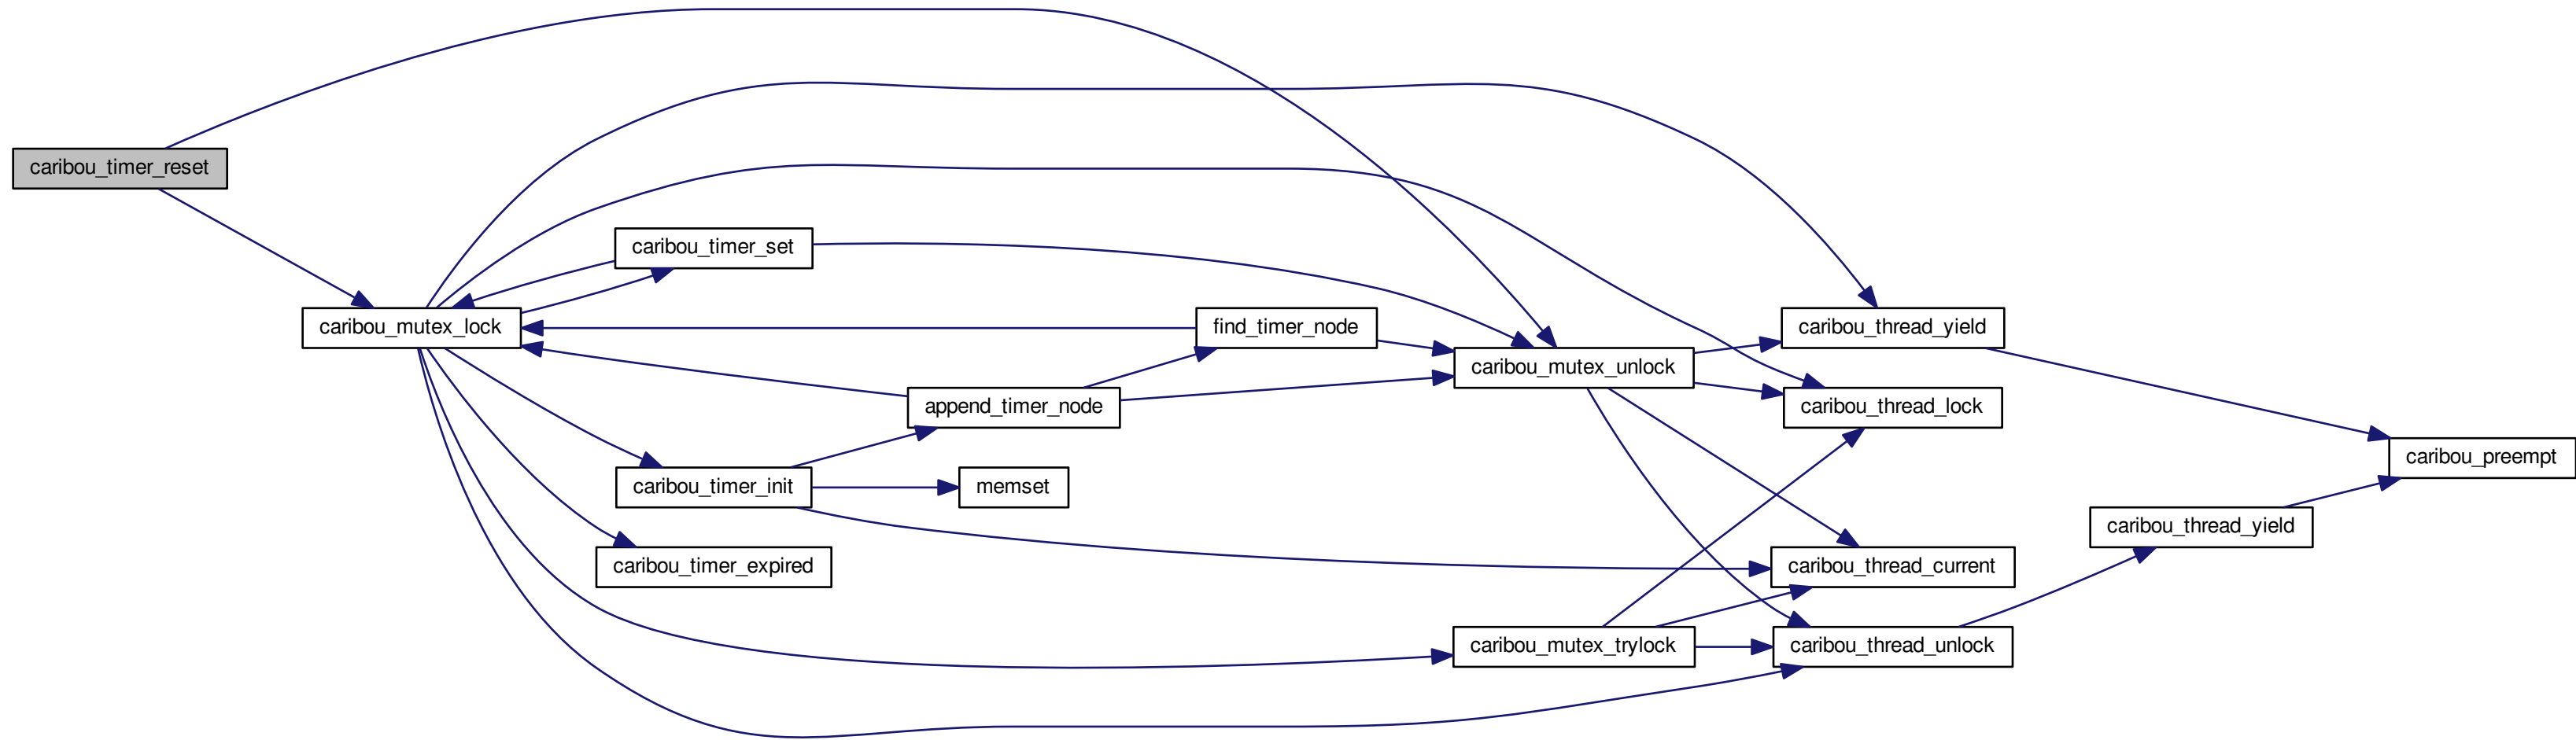 caribou_timer_reset
caribou_mutex_lock
caribou_timer_set
caribou_timer_init
caribou_timer_expired
append_timer_node
memset
find_timer_node
caribou_mutex_unlock
caribou_mutex_trylock
caribou_thread_yield
caribou_thread_lock
caribou_thread_current
caribou_thread_unlock
caribou_thread_yield
caribou_preempt